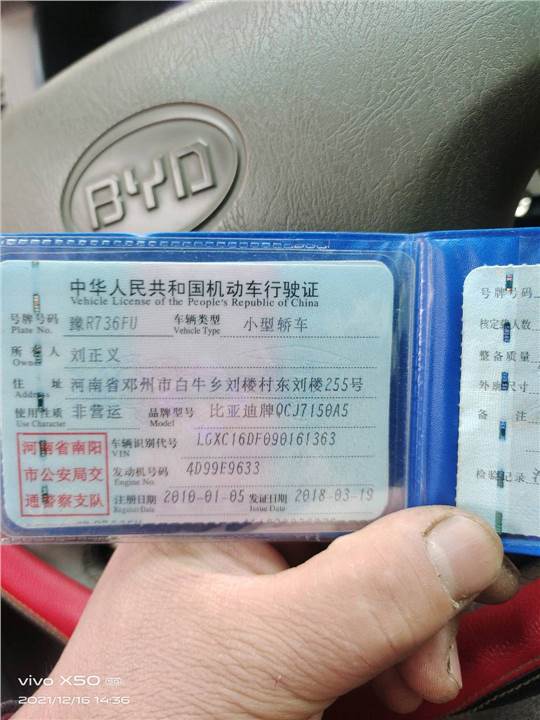 BYD
中华人民共和国机动车行驶证
Vehicle License of the People's Republic of China
号牌号码 豫R736FU 车辆类型 小型轿车
Plate No. Vehicle Type
所有人 刘正义
Owner
住址 河南省邓州市白牛乡刘楼村东刘楼255号
Address
使用性质 非营运 品牌型号 比亚迪牌QCJ7150A5
Use Character Model
河南省南阳
市公安局交
通警察支队
车辆识别代号 LGXC16DF090161363
VIN
发动机号码 4D99E9633
Engine No.
注册日期 2010-01-05 发证日期 2018-03-19
Register Date Issue Date
号牌号码
核定载人数
整备质量
外廓尺寸
备注
检验记录
vivo X50
2021/12/16 14:36